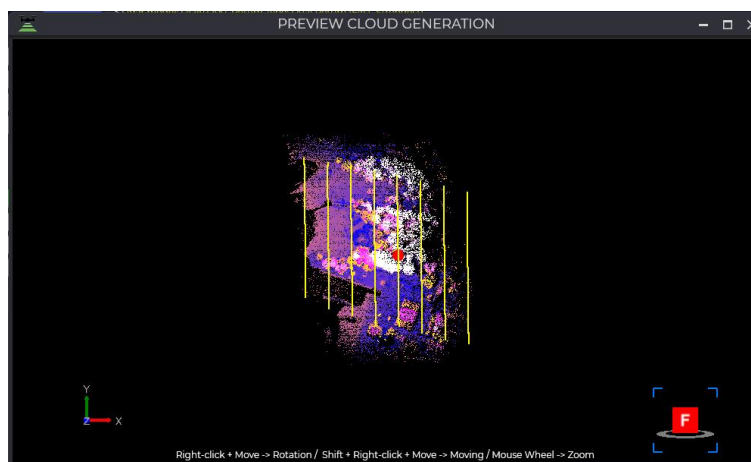 PREVIEW CLOUD GENERATION
Y
Z X
F
Right-click + Move -> Rotation / Shift + Right-click + Move -> Moving / Mouse Wheel -> Zoom